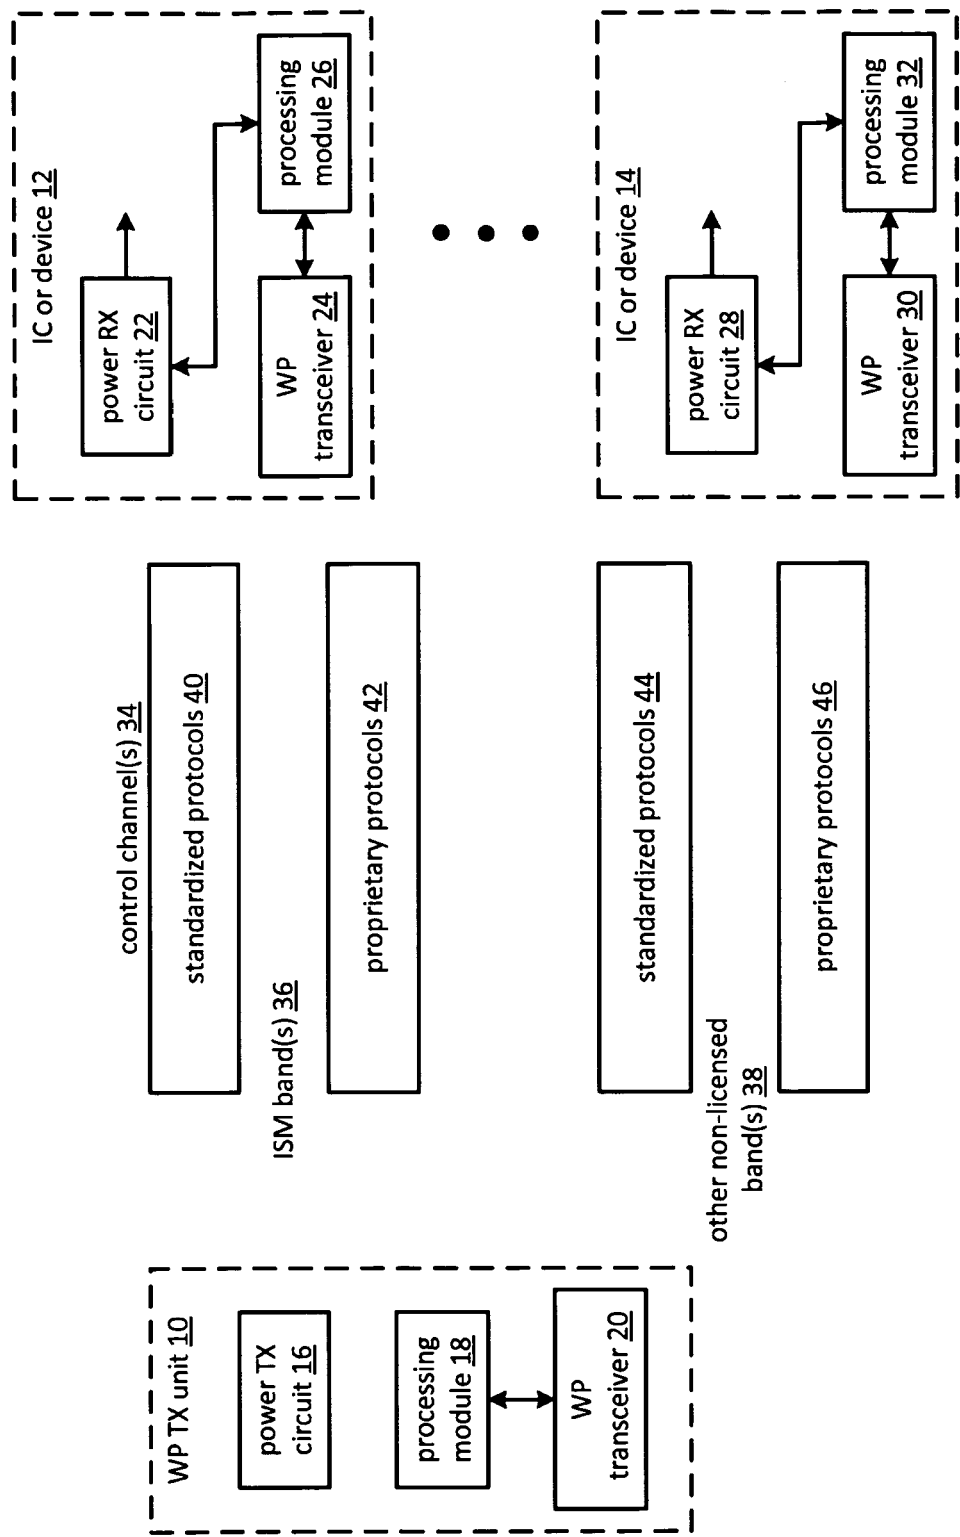 WP TX unit 10
power TX
circuit 16
processing
module 18
WP
transceiver 20
control channel(s) 34
standardized protocols 40
ISM band(s) 36
proprietary protocols 42
standardized protocols 44
other non-licensed
band(s) 38
proprietary protocols 46
IC or device 12
power RX
circuit 22
processing
module 26
WP
transceiver 24
IC or device 14
power RX
circuit 28
processing
module 32
WP
transceiver 30